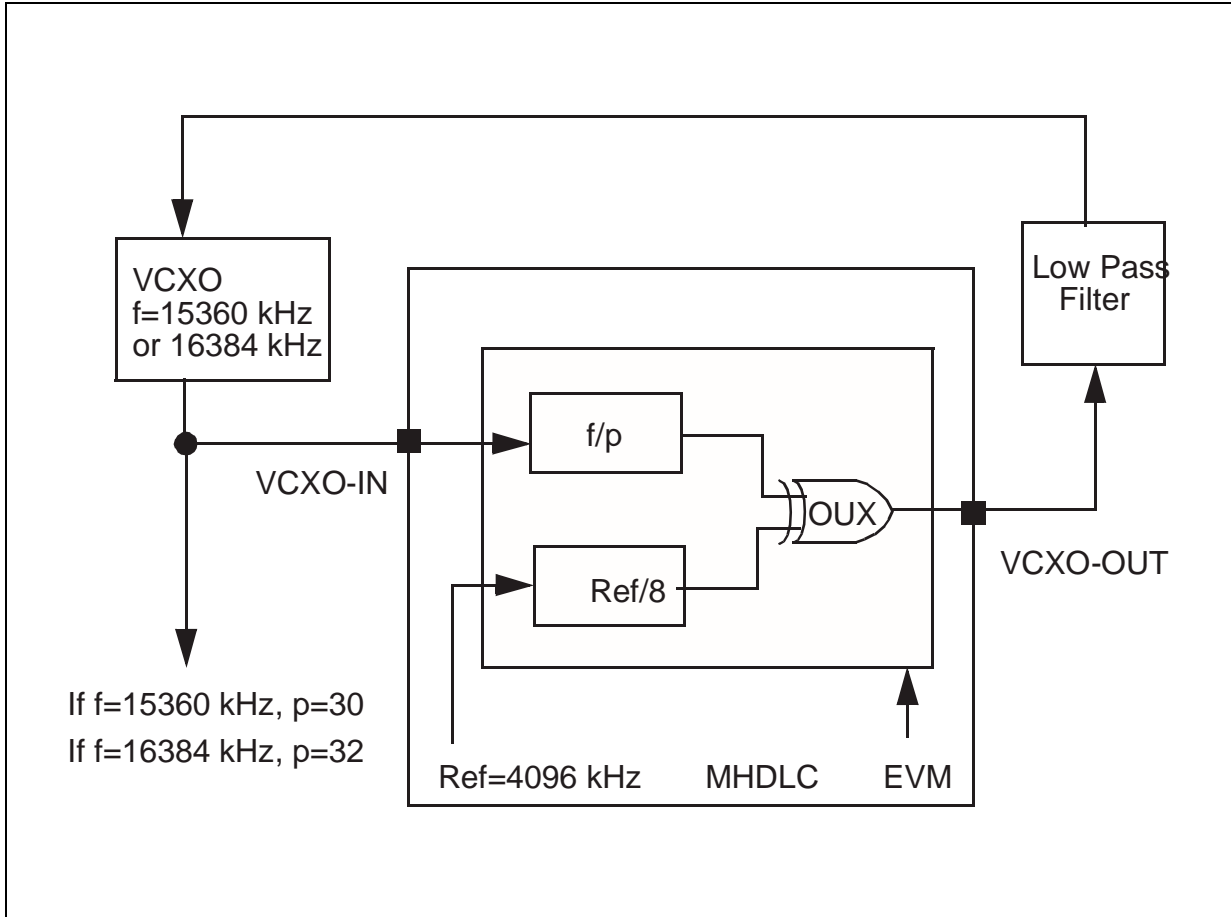 VCXO
f=15360 kHz
or 16384 kHz
Low Pass
Filter
f/p
VCXO-IN
OUX
VCXO-OUT
Ref/8
If f=15360 kHz, p=30
If f=16384 kHz, p=32
Ref=4096 kHz
MHDLC
EVM